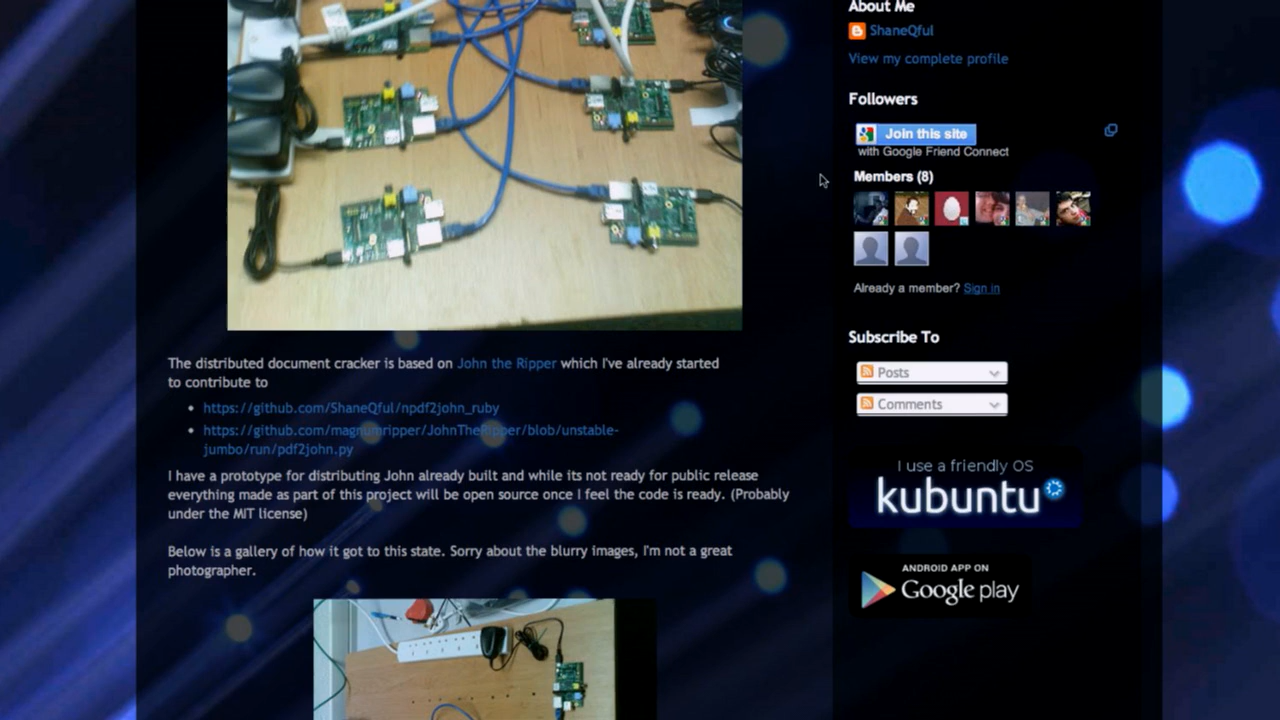 The distributed document cracker is based on John the Ripper which I've already started
to contribute to
https://github.com/ShaneQful/npdf2john_ruby
https://github.com/magnumripper/JohnTheRipper/blob/unstable-
jumbo/run/pdf2john.py
I have a prototype for distributing John already built and while its not ready for public release
everything made as part of this project will be open source once I feel the code is ready. (Probably
under the MIT license)
Below is a gallery of how it got to this state. Sorry about the blurry images, I'm not a great
photographer.
About Me
ShaneQful
View my complete profile
Followers
Join this site
with Google Friend Connect
Members (8)
Already a member? Sign in
Subscribe To
Posts
Comments
I use a friendly OS
kubuntu
ANDROID APP ON
Google play